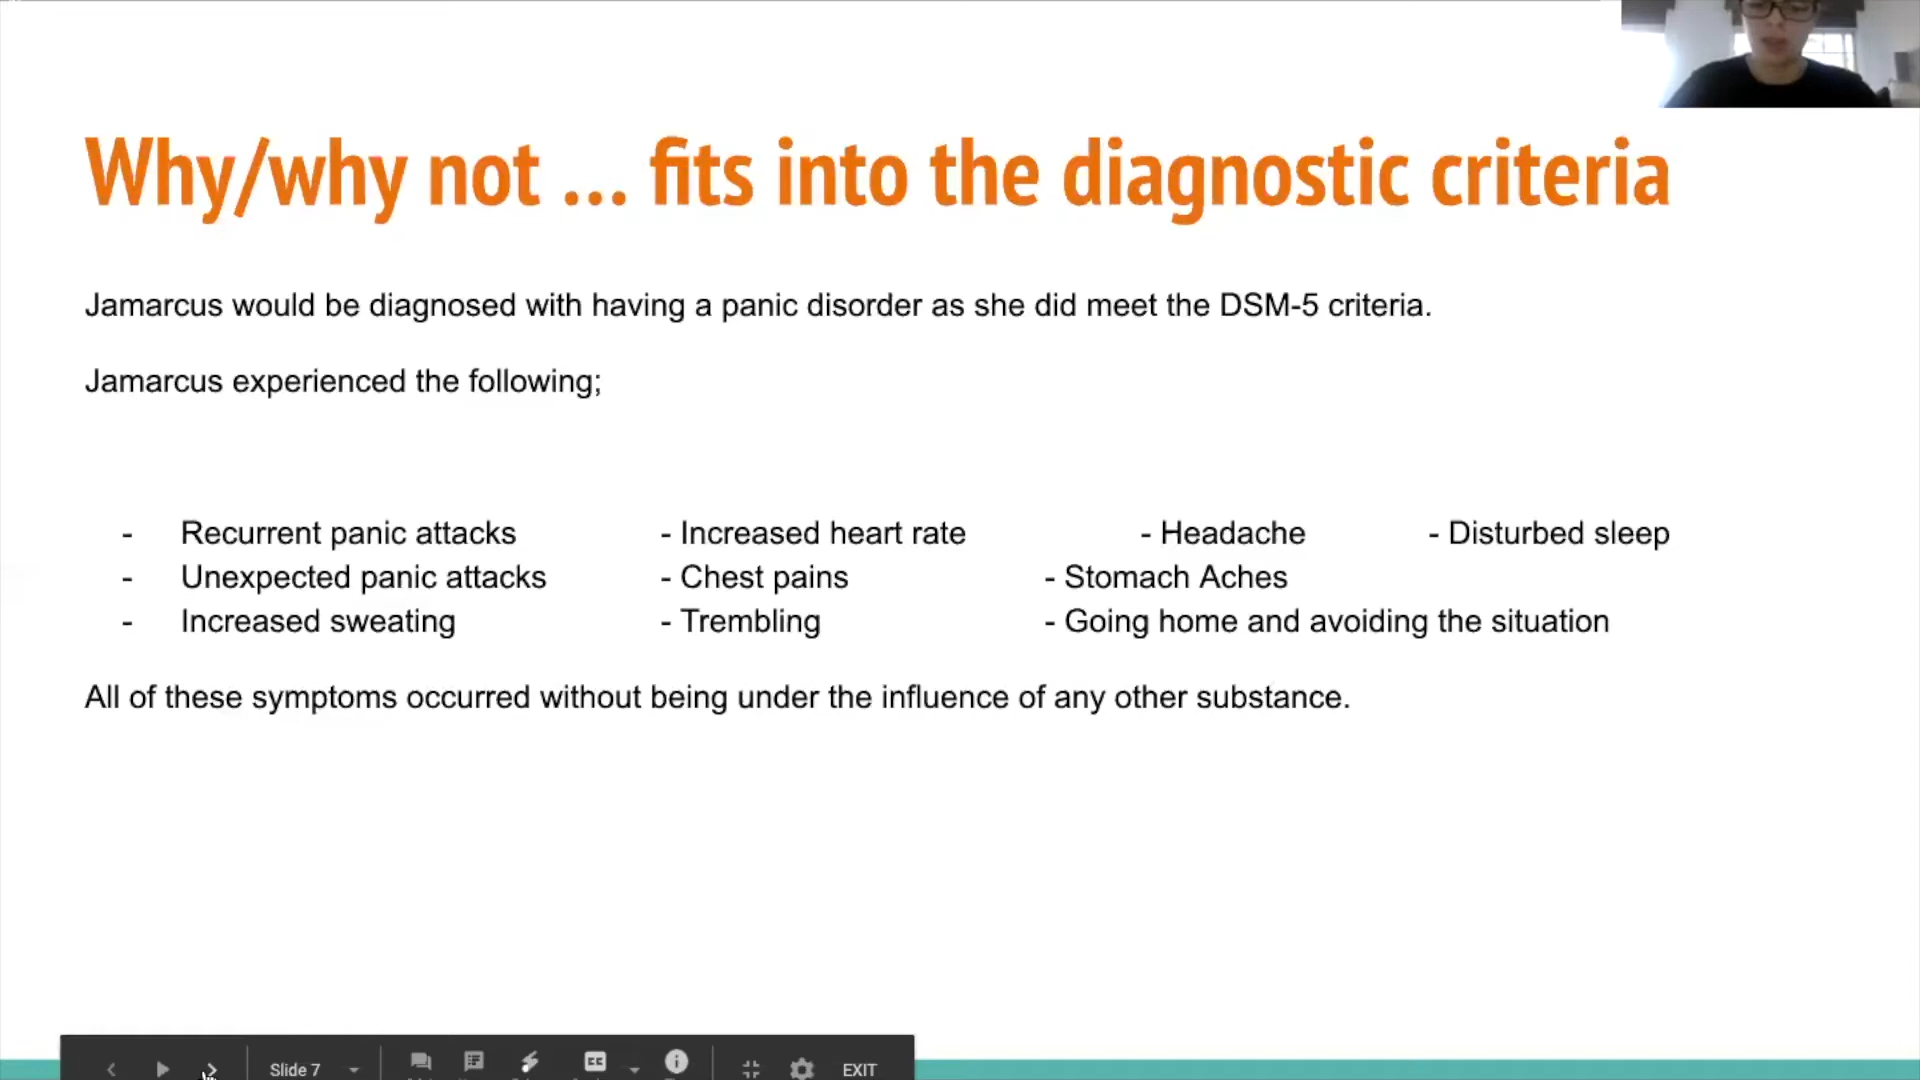 Why/why not ... fits into the diagnostic criteria
Jamarcus would be diagnosed with having a panic disorder as she did meet the DSM-5 criteria.
Jamarcus experienced the following;
- Recurrent panic attacks - Increased heart rate - Headache - Disturbed sleep
- Unexpected panic attacks - Chest pains - Stomach Aches
- Increased sweating - Trembling - Going home and avoiding the situation
All of these symptoms occurred without being under the influence of any other substance.
Slide 7 CC EXIT